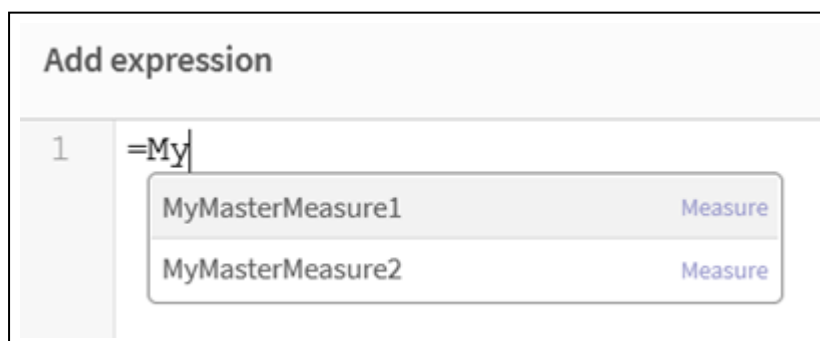 Add expression
1 =My
MyMasterMeasure1 Measure
MyMasterMeasure2 Measure